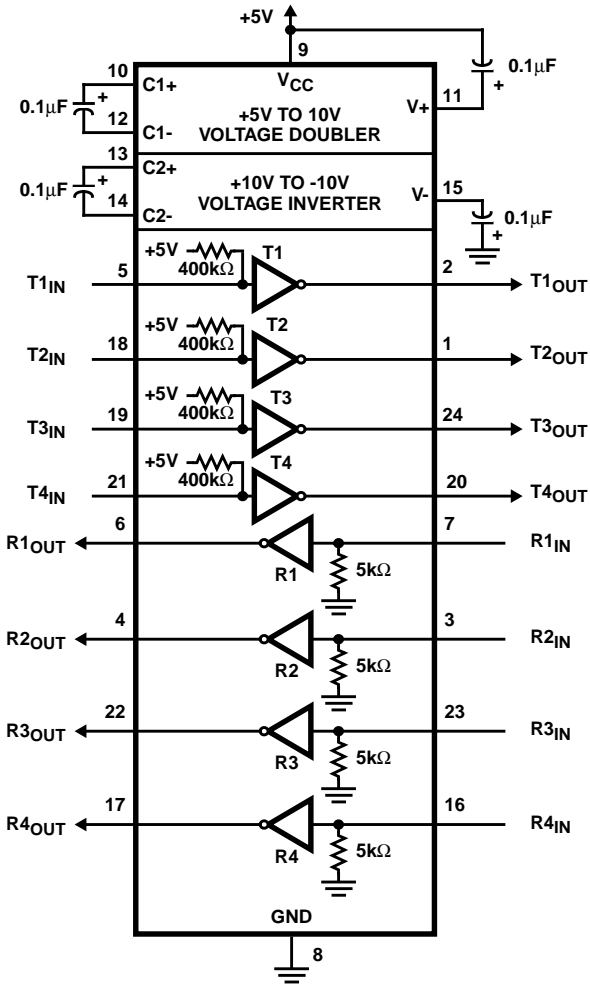 +5V
9
10
C1+
VCC
0.1µF
+
12
C1-
+5V TO 10V
VOLTAGE DOUBLER
V+
11
+
0.1µF
13
C2+
0.1µF
+
14
C2-
+10V TO -10V
VOLTAGE INVERTER
V-
15
0.1µF
+
+5V
400kΩ
T1
T1IN
5
2
T1OUT
+5V
400kΩ
T2
T2IN
18
1
T2OUT
+5V
400kΩ
T3
T3IN
19
24
T3OUT
+5V
400kΩ
T4
T4IN
21
20
T4OUT
R1OUT
6
7
R1IN
R1
5kΩ
R2OUT
4
3
R2IN
R2
5kΩ
R3OUT
22
23
R3IN
R3
5kΩ
R4OUT
17
16
R4IN
R4
5kΩ
GND
8